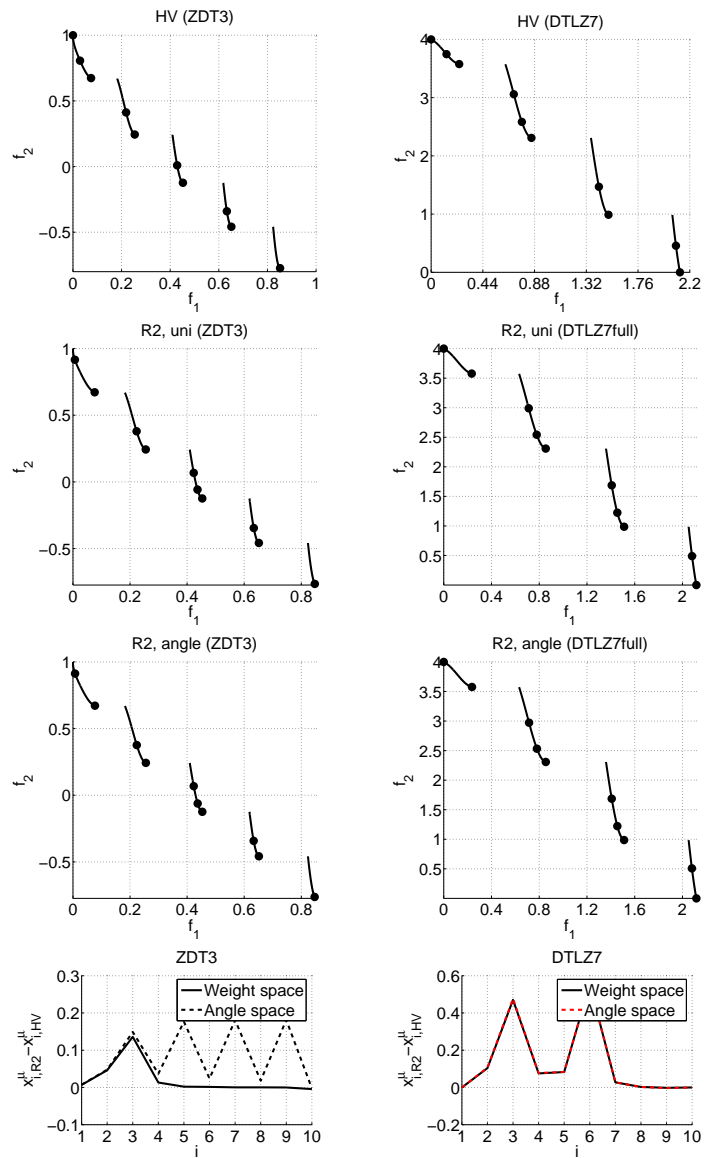 HV (ZDT3)
1
0.5
0
−0.5
f2
0 0.2 0.4 0.6 0.8 1
f1
HV (DTLZ7)
4
3
2
1
0
f2
0 0.44 0.88 1.32 1.76 2.2
f1
R2, uni (ZDT3)
1
0.5
0
−0.5
f2
0 0.2 0.4 0.6 0.8
f1
R2, uni (DTLZ7full)
4
3.5
3
2.5
2
1.5
1
0.5
f2
0 0.4 0.8 1.2 1.6 2
f1
R2, angle (ZDT3)
1
0.5
0
−0.5
f2
0 0.2 0.4 0.6 0.8
f1
R2, angle (DTLZ7full)
4
3.5
3
2.5
2
1.5
1
0.5
f2
0 0.4 0.8 1.2 1.6 2
f1
ZDT3
0.3
0.2
0.1
0
−0.1
x^μ_i,R2−x^μ_i,HV
Weight space
Angle space
1 2 3 4 5 6 7 8 9 10
i
DTLZ7
0.6
0.4
0.2
0
−0.2
x^μ_i,R2−x^μ_i,HV
Weight space
Angle space
1 2 3 4 5 6 7 8 9 10
i